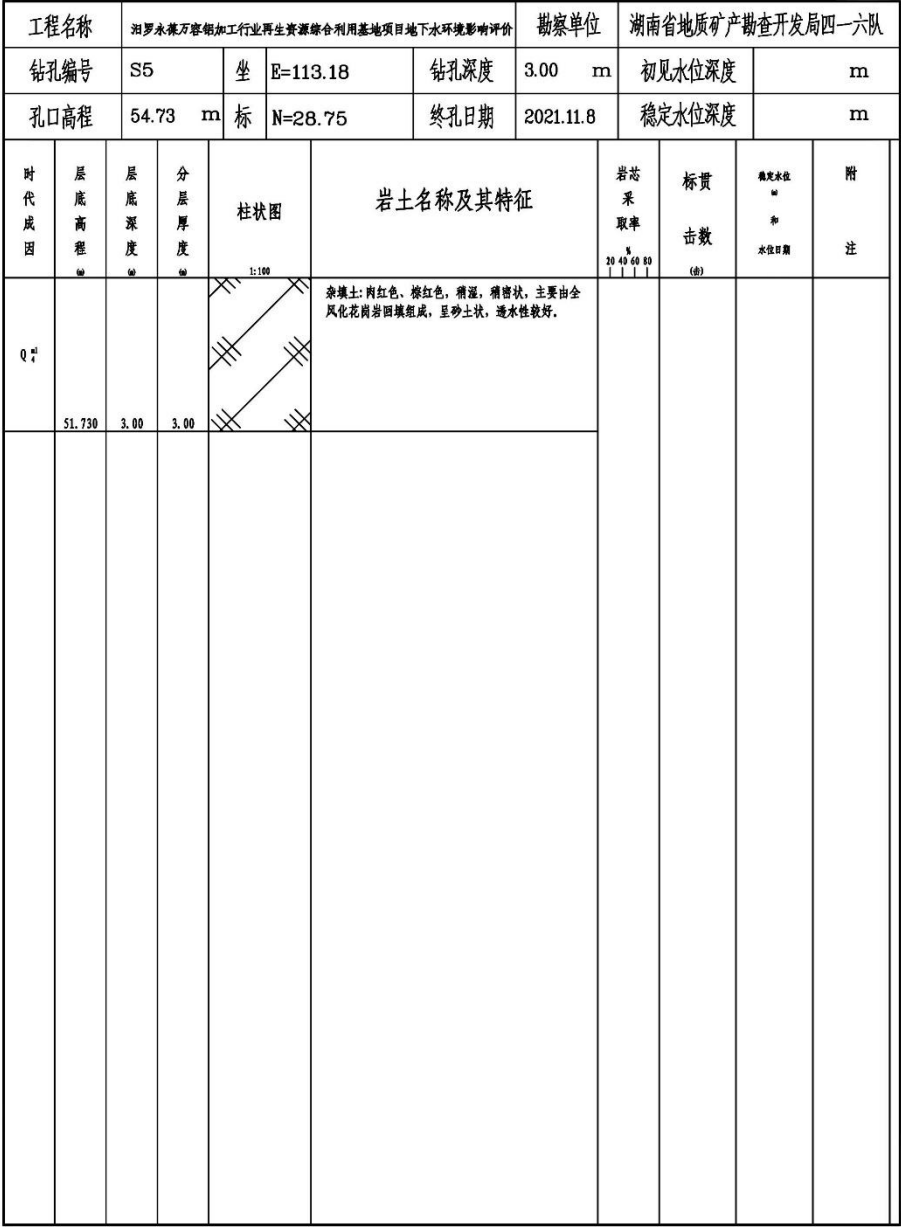 工程名称 汨罗永葆万容铝加工行业再生资源综合利用基地项目地下水环境影响评价 勘察单位 湖南省地质矿产勘查开发局四一六队
钻孔编号 S5 坐 E=113.18 钻孔深度 3.00 m 初见水位深度 m
孔口高程 54.73 m 标 N=28.75 终孔日期 2021.11.8 稳定水位深度 m
时代成因
层底高程(m)
层底深度(m)
分层厚度(m)
柱状图
1:100
岩土名称及其特征
岩芯采取率
%
20 40 60 80
标贯击数
(击)
稳定水位
(m)
和
水位日期
附注
杂填土:肉红色、棕红色,稍湿,稍密状,主要由全
风化花岗岩回填组成,呈砂土状,透水性较好.
Q 4 ml
51.730 3.00 3.00